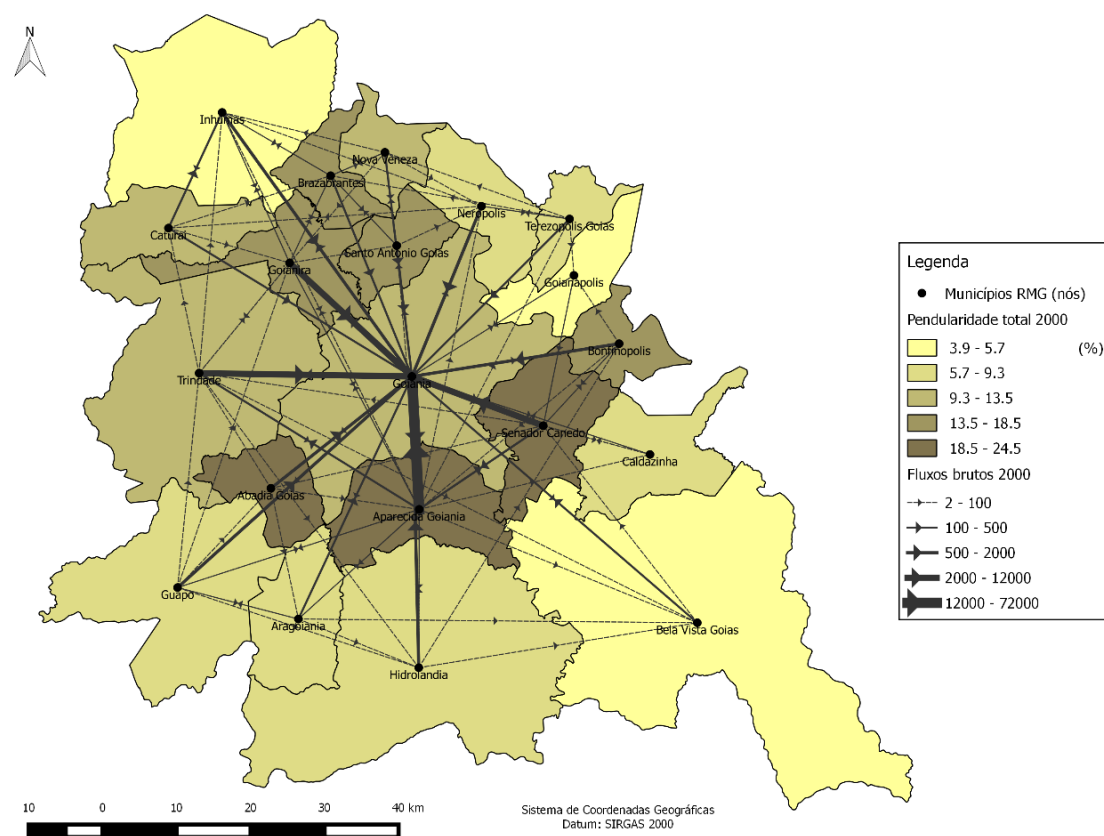 N
Inhumas
Nova Veneza
Brazabrantes
Nerópolis
Terezopolis Goias
Caturai
Santo Antonio Goias
Goianira
Goianapolis
Bonfinopolis
Trindade
Goiania
Senador Canedo
Caldazinha
Abadia Goias
Aparecida Goiania
Guapo
Aragoiania
Bela Vista Goias
Hidrolandia
Legenda
Municípios RMG (nós)
Pendularidade total 2000
3.9 - 5.7 (%)
5.7 - 9.3
9.3 - 13.5
13.5 - 18.5
18.5 - 24.5
Fluxos brutos 2000
2 - 100
100 - 500
500 - 2000
2000 - 12000
12000 - 72000
10 0 10 20 30 40 km
Sistema de Coordenadas Geográficas
Datum: SIRGAS 2000